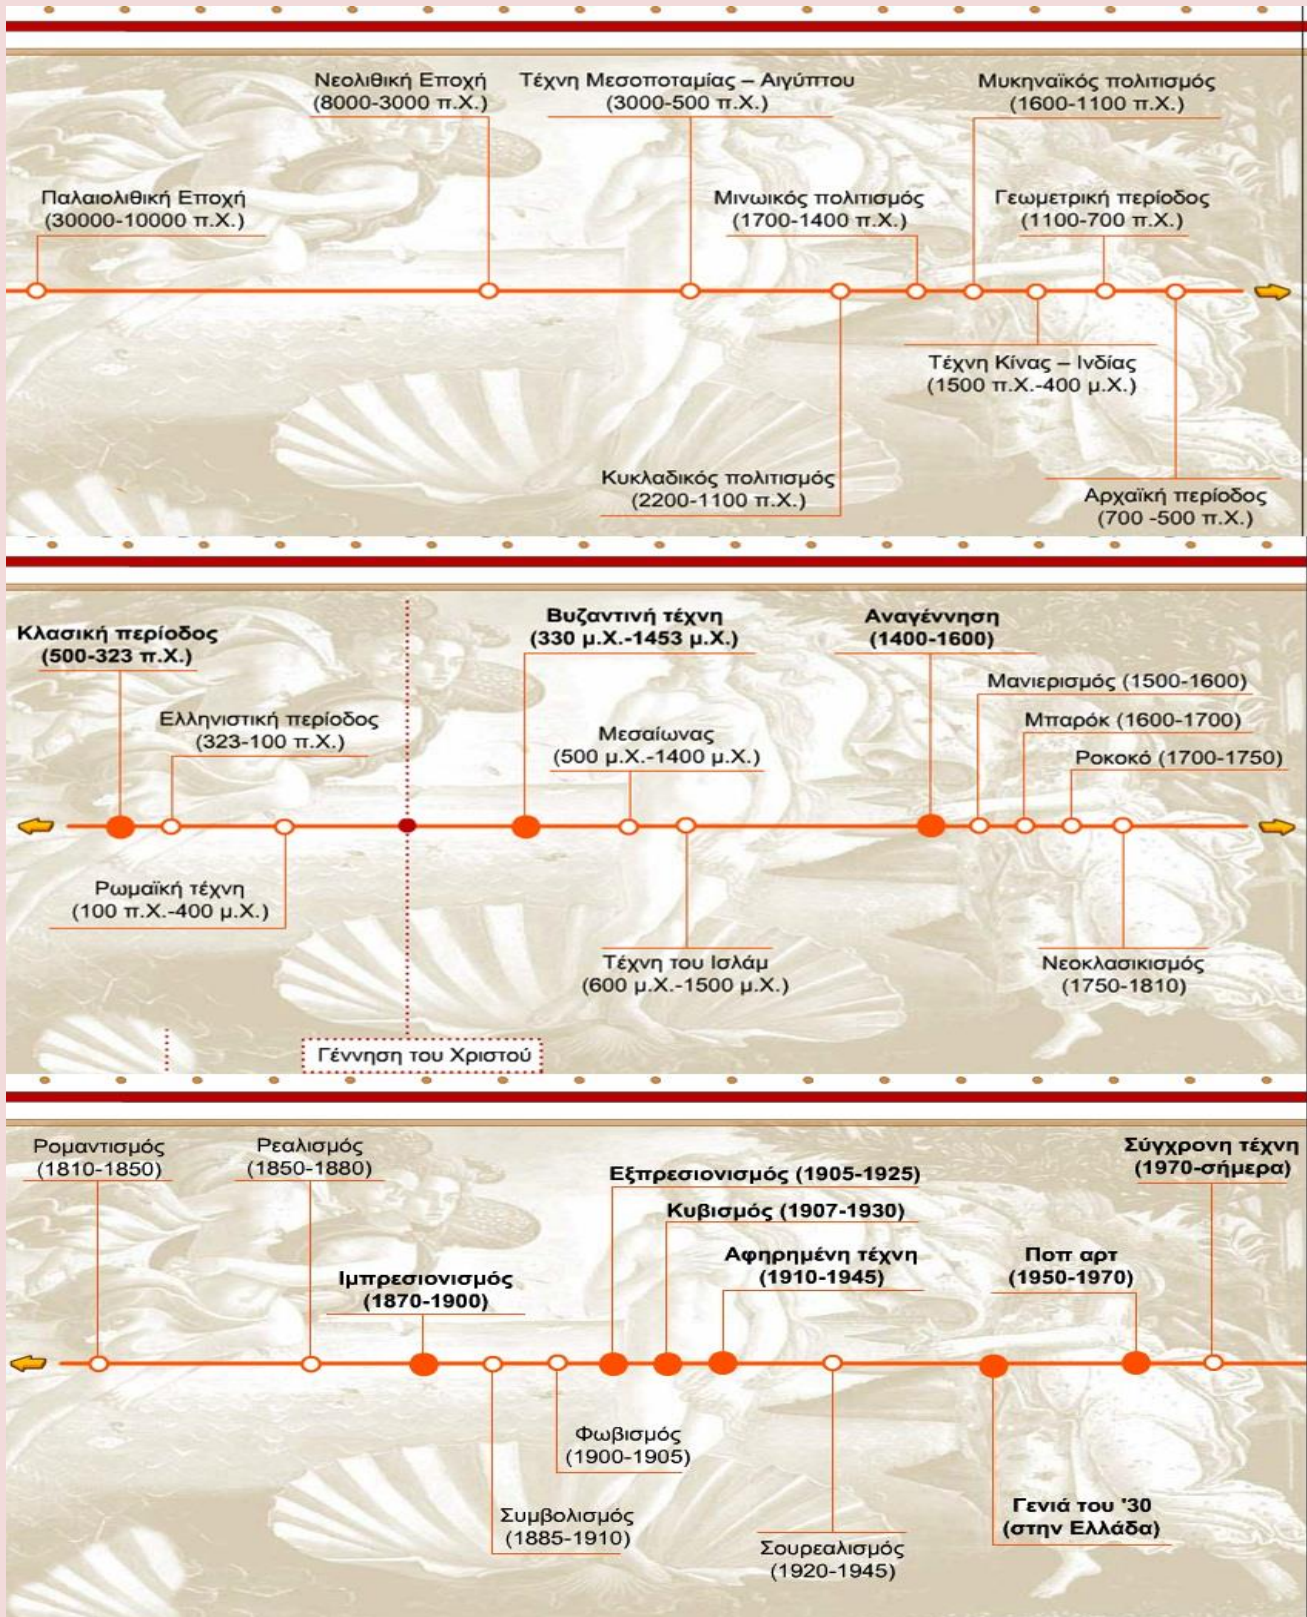 Νεολιθική Εποχή
(8000-3000 π.Χ.)
Τέχνη Μεσοποταμίας – Αιγύπτου
(3000-500 π.Χ.)
Μυκηναϊκός πολιτισμός
(1600-1100 π.Χ.)
Παλαιολιθική Εποχή
(30000-10000 π.Χ.)
Μινωικός πολιτισμός
(1700-1400 π.Χ.)
Γεωμετρική περίοδος
(1100-700 π.Χ.)
Τέχνη Κίνας – Ινδίας
(1500 π.Χ.-400 μ.Χ.)
Κυκλαδικός πολιτισμός
(2200-1100 π.Χ.)
Αρχαϊκή περίοδος
(700 -500 π.Χ.)
Κλασική περίοδος
(500-323 π.Χ.)
Βυζαντινή τέχνη
(330 μ.Χ.-1453 μ.Χ.)
Αναγέννηση
(1400-1600)
Μανιερισμός (1500-1600)
Ελληνιστική περίοδος
(323-100 π.Χ.)
Μεσαίωνας
(500 μ.Χ.-1400 μ.Χ.)
Μπαρόκ (1600-1700)
Ροκοκό (1700-1750)
Ρωμαϊκή τέχνη
(100 π.Χ.-400 μ.Χ.)
Τέχνη του Ισλάμ
(600 μ.Χ.-1500 μ.Χ.)
Νεοκλασικισμός
(1750-1810)
Γέννηση του Χριστού
Ρομαντισμός
(1810-1850)
Ρεαλισμός
(1850-1880)
Σύγχρονη τέχνη
(1970-σήμερα)
Εξπρεσιονισμός (1905-1925)
Κυβισμός (1907-1930)
Αφηρημένη τέχνη
(1910-1945)
Ποπ αρτ
(1950-1970)
Ιμπρεσιονισμός
(1870-1900)
Φωβισμός
(1900-1905)
Συμβολισμός
(1885-1910)
Γενιά του '30
(στην Ελλάδα)
Σουρεαλισμός
(1920-1945)